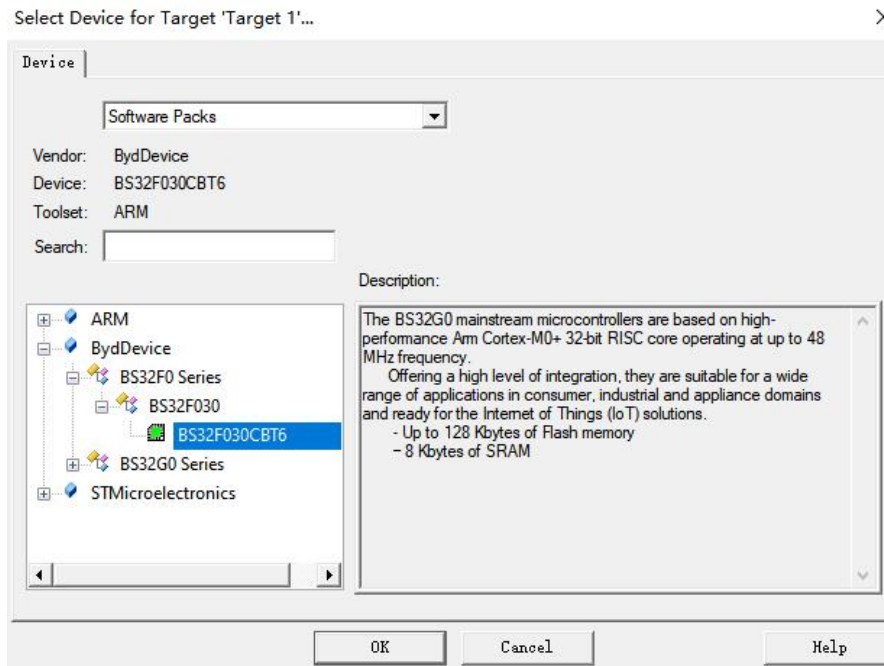 Select Device for Target 'Target 1'...
Device
Software Packs
Vendor: BydDevice
Device: BS32F030CBT6
Toolset: ARM
Search:
Description:
ARM
BydDevice
BS32F0 Series
BS32F030
BS32F030CBT6
BS32G0 Series
STMicroelectronics
The BS32G0 mainstream microcontrollers are based on high-
performance Arm Cortex-M0+ 32-bit RISC core operating at up to 48
MHz frequency.
Offering a high level of integration, they are suitable for a wide
range of applications in consumer, industrial and appliance domains
and ready for the Internet of Things (IoT) solutions.
- Up to 128 Kbytes of Flash memory
– 8 Kbytes of SRAM
OK
Cancel
Help